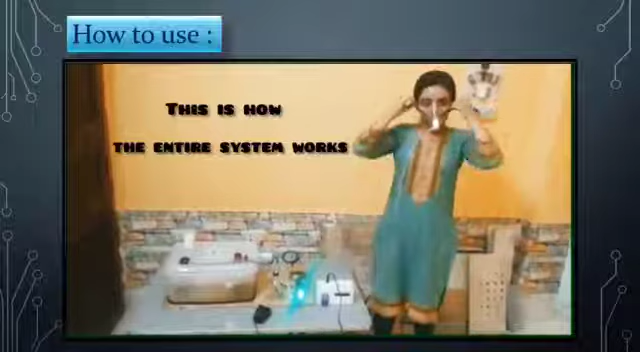 How to use :
This is how
the entire system works